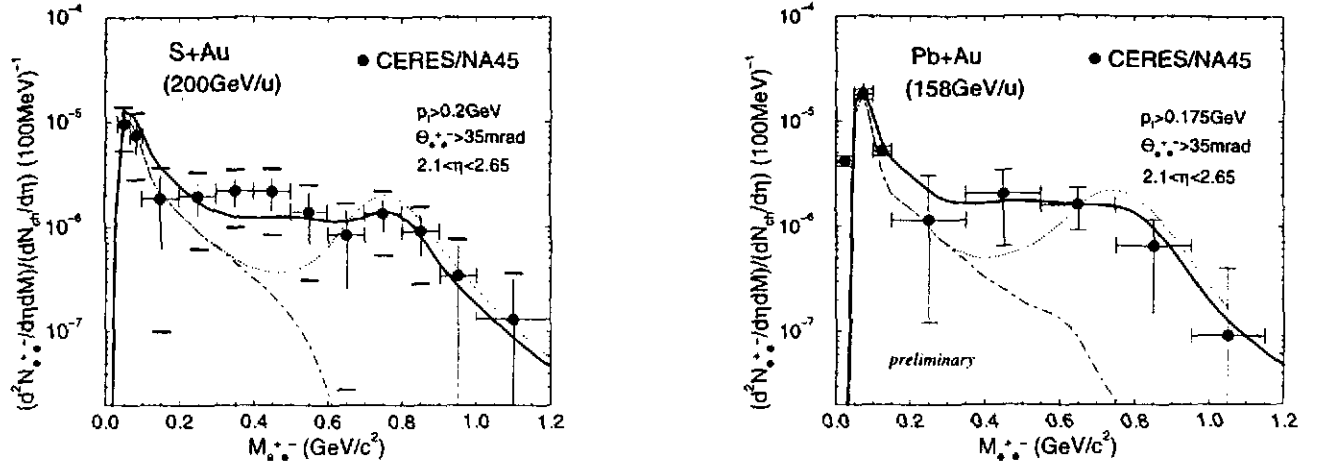 10⁻⁴
S+Au
(200GeV/u)
● CERES/NA45
pₜ>0.2GeV
Θₑ⁺ₑ⁻>35mrad
2.1<η<2.65
10⁻⁵
10⁻⁶
10⁻⁷
(d²Nₑ⁺ₑ⁻/dηdM)/(dN_ch/dη) (100MeV)⁻¹
0.0 0.2 0.4 0.6 0.8 1.0 1.2
Mₑ⁺ₑ⁻ (GeV/c²)
10⁻⁴
Pb+Au
(158GeV/u)
● CERES/NA45
pₜ>0.175GeV
Θₑ⁺ₑ⁻>35mrad
2.1<η<2.65
10⁻⁵
10⁻⁶
10⁻⁷
preliminary
(d²Nₑ⁺ₑ⁻/dηdM)/(dN_ch/dη) (100MeV)⁻¹
0.0 0.2 0.4 0.6 0.8 1.0 1.2
Mₑ⁺ₑ⁻ (GeV/c²)